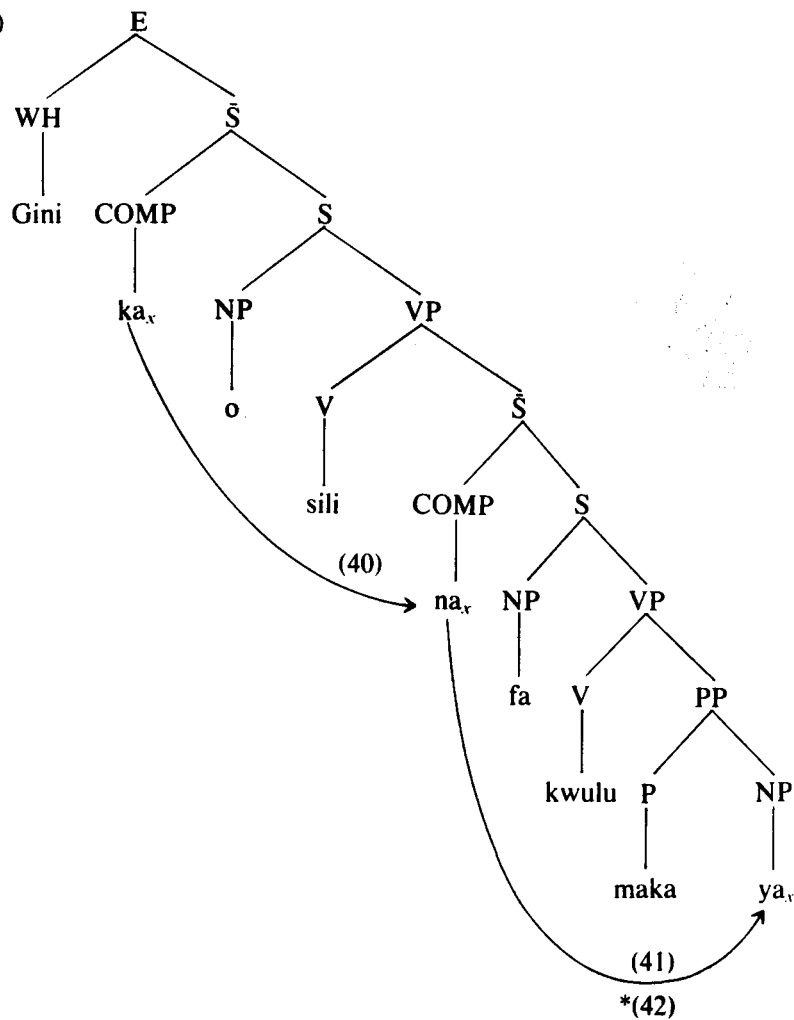 )
E
WH S̄
Gini COMP S
kaₓ NP VP
o V S̄
sili COMP S
(40)
naₓ NP VP
fa V PP
kwulu P NP
maka yaₓ
(41)
*(42)